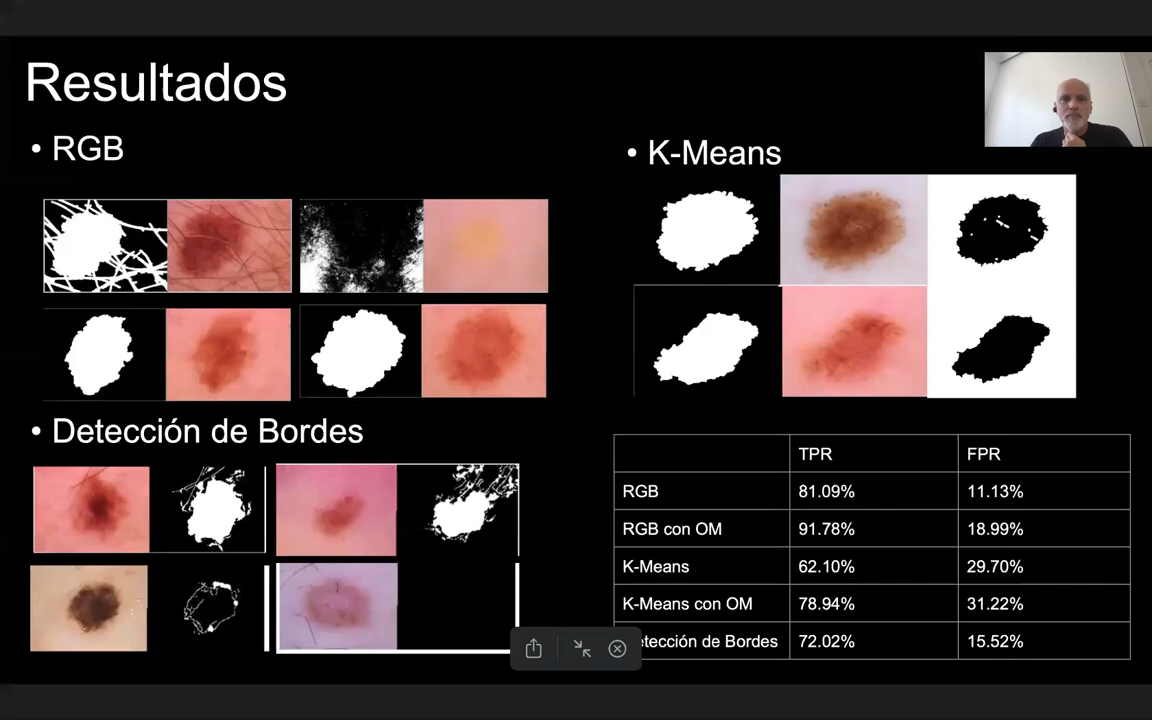 Resultados
• RGB
• K-Means
• Detección de Bordes
TPR FPR
RGB 81.09% 11.13%
RGB con OM 91.78% 18.99%
K-Means 62.10% 29.70%
K-Means con OM 78.94% 31.22%
etección de Bordes 72.02% 15.52%